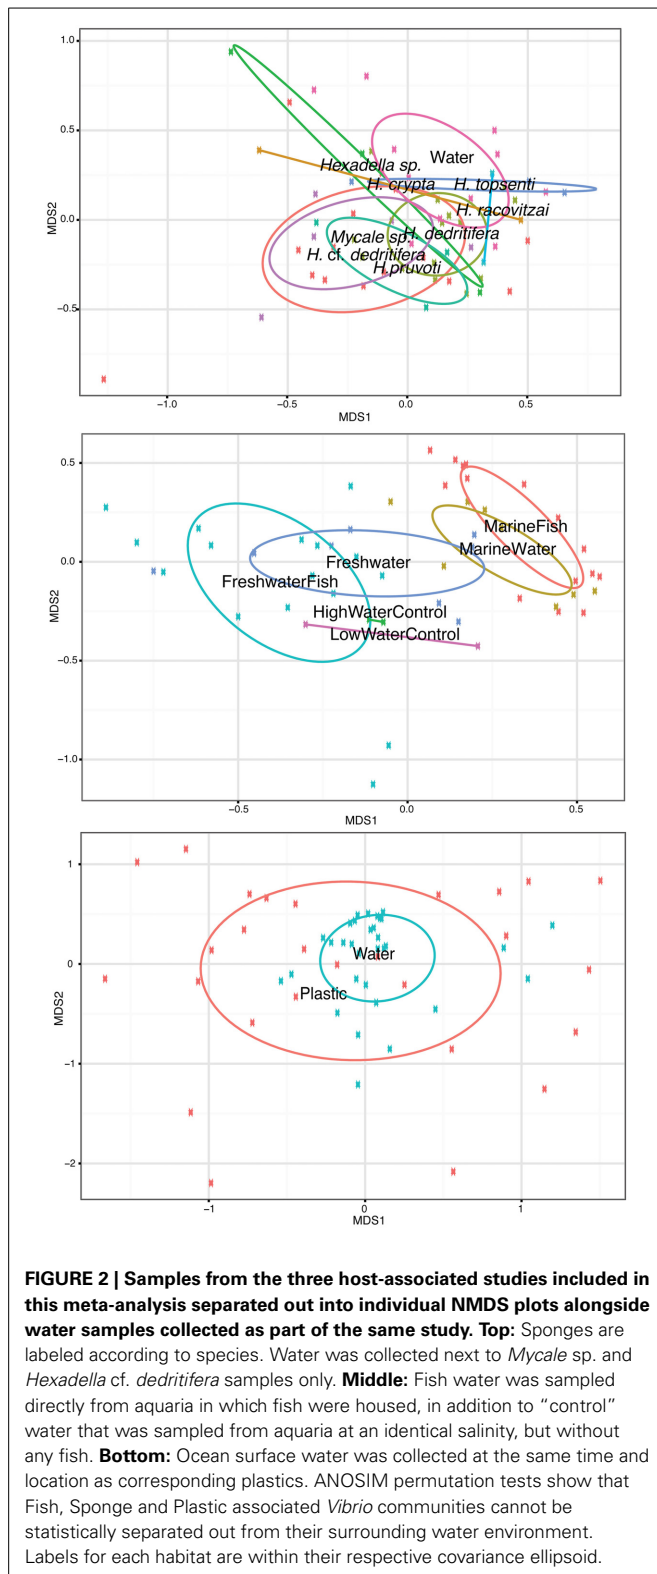 1.0
Water
Hexadella sp.
H. crypta
H. topsenti
0.5
H. racovitzai
MDS2
0.0
H. dedritifera
Mycale sp.
H. cf. dedritifera
H.pruvoti
−0.5
−1.0
−0.5
0.0
0.5
MDS1
0.5
MarineFish
MarineWater
0.0
Freshwater
FreshwaterFish
MDS2
HighWaterControl
LowWaterControl
−0.5
−1.0
−0.5
0.0
0.5
MDS1
1
Water
0
Plastic
MDS2
−1
−2
−1
0
1
MDS1
FIGURE 2 | Samples from the three host-associated studies included in
this meta-analysis separated out into individual NMDS plots alongside
water samples collected as part of the same study. Top: Sponges are
labeled according to species. Water was collected next to Mycale sp. and
Hexadella cf. dedritifera samples only. Middle: Fish water was sampled
directly from aquaria in which fish were housed, in addition to “control”
water that was sampled from aquaria at an identical salinity, but without
any fish. Bottom: Ocean surface water was collected at the same time and
location as corresponding plastics. ANOSIM permutation tests show that
Fish, Sponge and Plastic associated Vibrio communities cannot be
statistically separated out from their surrounding water environment.
Labels for each habitat are within their respective covariance ellipsoid.